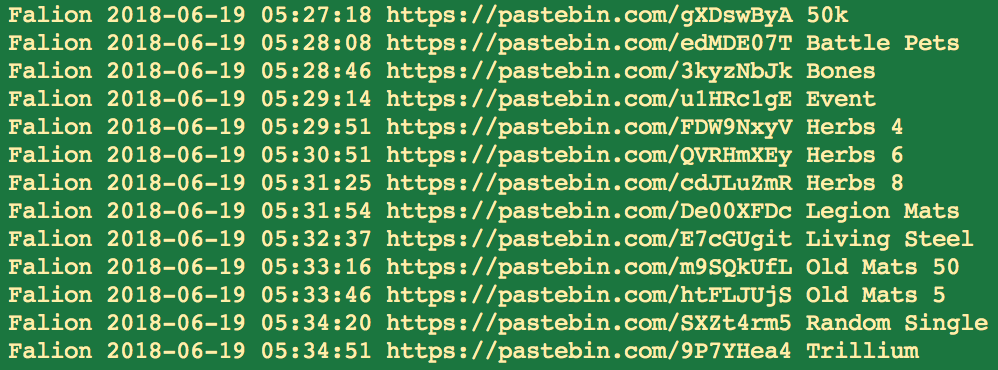 Falion 2018-06-19 05:27:18 https://pastebin.com/gXDswByA 50k
Falion 2018-06-19 05:28:08 https://pastebin.com/edMDE07T Battle Pets
Falion 2018-06-19 05:28:46 https://pastebin.com/3kyzNbJk Bones
Falion 2018-06-19 05:29:14 https://pastebin.com/u1HRc1gE Event
Falion 2018-06-19 05:29:51 https://pastebin.com/FDW9NxyV Herbs 4
Falion 2018-06-19 05:30:51 https://pastebin.com/QVRHmXEy Herbs 6
Falion 2018-06-19 05:31:25 https://pastebin.com/cdJLuZmR Herbs 8
Falion 2018-06-19 05:31:54 https://pastebin.com/De00XFDc Legion Mats
Falion 2018-06-19 05:32:37 https://pastebin.com/E7cGUgit Living Steel
Falion 2018-06-19 05:33:16 https://pastebin.com/m9SQkUfL Old Mats 50
Falion 2018-06-19 05:33:46 https://pastebin.com/htFLJUjS Old Mats 5
Falion 2018-06-19 05:34:20 https://pastebin.com/SXZt4rm5 Random Single
Falion 2018-06-19 05:34:51 https://pastebin.com/9P7YHea4 Trillium